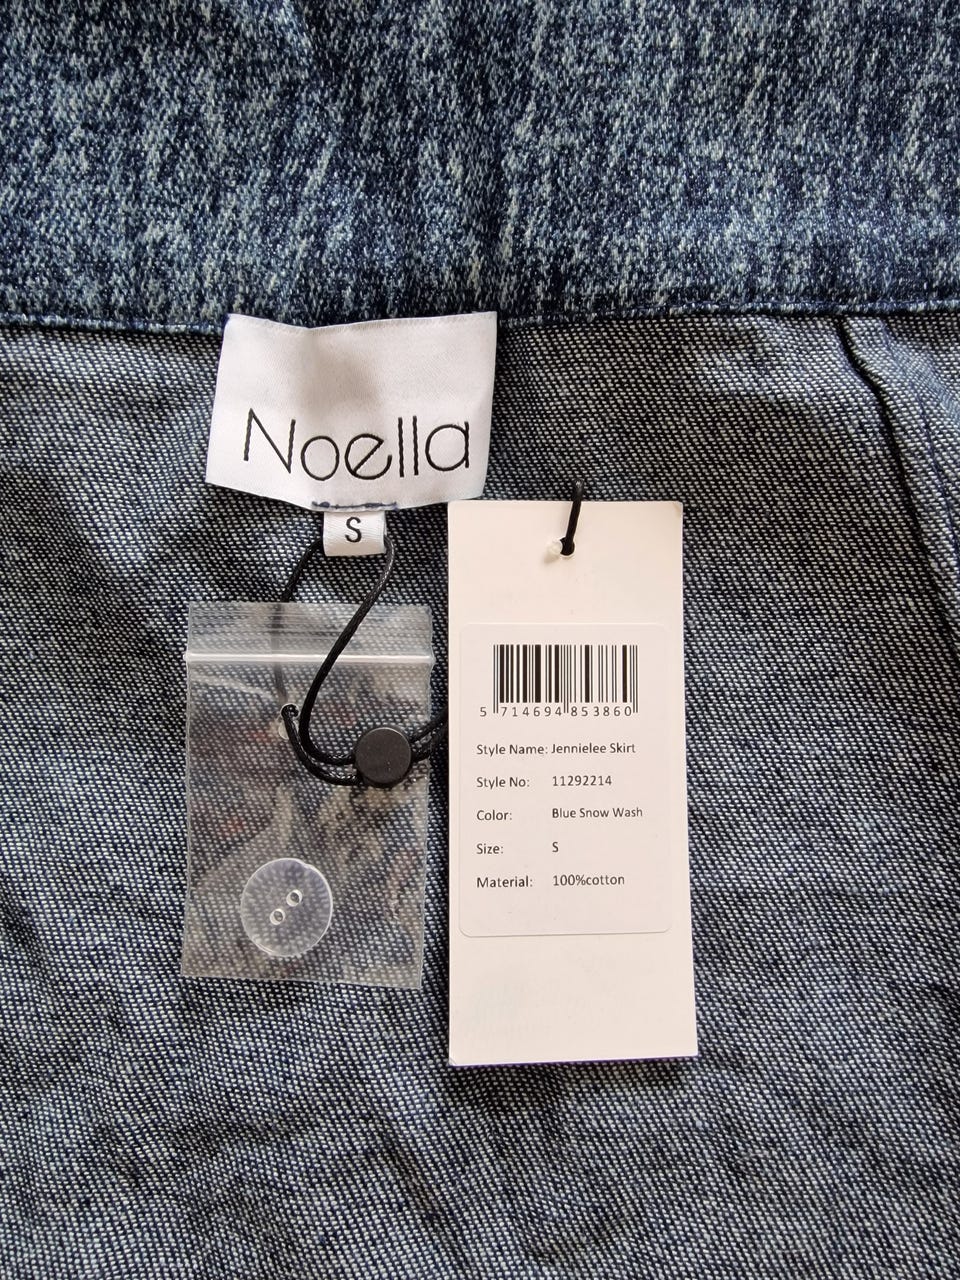 Noella
S
5 714694 853860
Style Name: Jennielee Skirt
Style No: 11292214
Color: Blue Snow Wash
Size: S
Material: 100%cotton